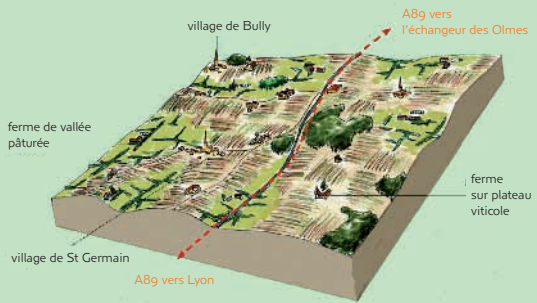 A89 vers
l'échangeur des Olmes
village de Bully
ferme de vallée
pâturée
ferme
sur plateau
viticole
village de St Germain
A89 vers Lyon